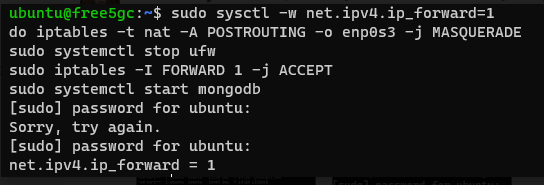 ubuntu@free5gc:~$ sudo sysctl -w net.ipv4.ip_forward=1
do iptables -t nat -A POSTROUTING -o enp0s3 -j MASQUERADE
sudo systemctl stop ufw
sudo iptables -I FORWARD 1 -j ACCEPT
sudo systemctl start mongodb
[sudo] password for ubuntu:
Sorry, try again.
[sudo] password for ubuntu:
net.ipv4.ip_forward = 1